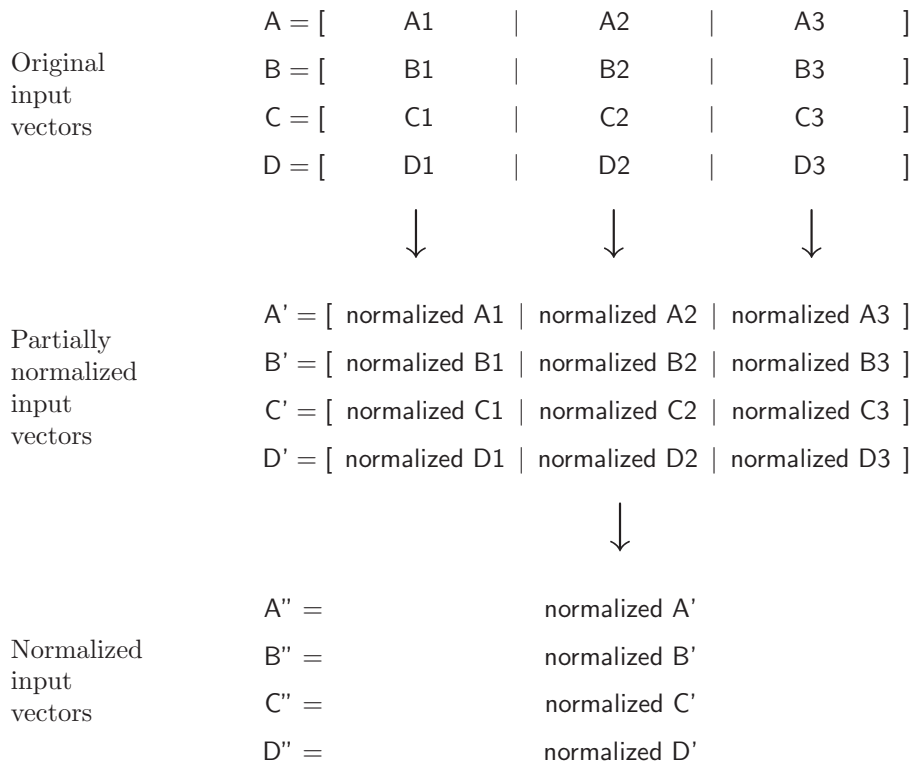 A = [ A1 | A2 | A3 ]
Original
input
vectors
B = [ B1 | B2 | B3 ]
C = [ C1 | C2 | C3 ]
D = [ D1 | D2 | D3 ]
Partially
normalized
input
vectors
A' = [ normalized A1 | normalized A2 | normalized A3 ]
B' = [ normalized B1 | normalized B2 | normalized B3 ]
C' = [ normalized C1 | normalized C2 | normalized C3 ]
D' = [ normalized D1 | normalized D2 | normalized D3 ]
Normalized
input
vectors
A” = normalized A'
B” = normalized B'
C” = normalized C'
D” = normalized D'